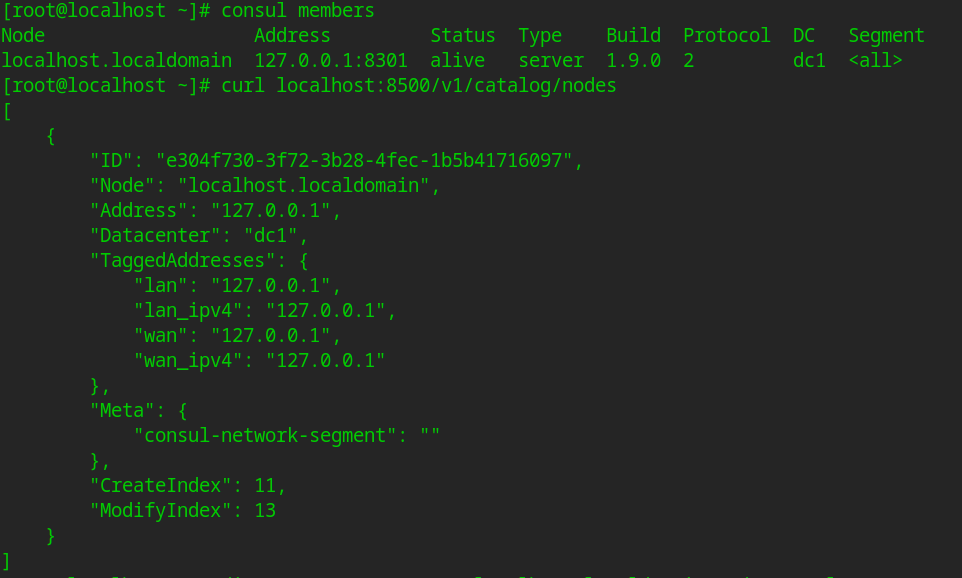 [root@localhost ~]# consul members
Node                   Address         Status  Type    Build  Protocol  DC   Segment
localhost.localdomain  127.0.0.1:8301  alive   server  1.9.0  2         dc1  <all>
[root@localhost ~]# curl localhost:8500/v1/catalog/nodes
[
    {
        "ID": "e304f730-3f72-3b28-4fec-1b5b41716097",
        "Node": "localhost.localdomain",
        "Address": "127.0.0.1",
        "Datacenter": "dc1",
        "TaggedAddresses": {
            "lan": "127.0.0.1",
            "lan_ipv4": "127.0.0.1",
            "wan": "127.0.0.1",
            "wan_ipv4": "127.0.0.1"
        },
        "Meta": {
            "consul-network-segment": ""
        },
        "CreateIndex": 11,
        "ModifyIndex": 13
    }
]